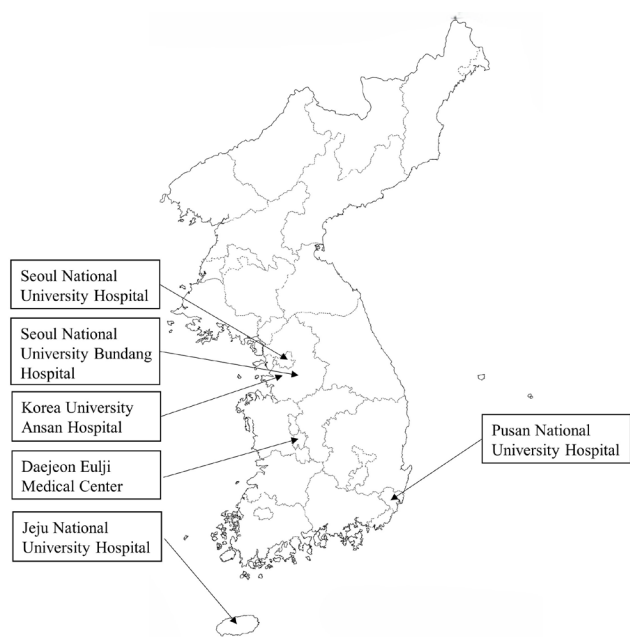 Seoul National
University Hospital
Seoul National
University Bundang
Hospital
Korea University
Ansan Hospital
Daejeon Eulji
Medical Center
Jeju National
University Hospital
Pusan National
University Hospital